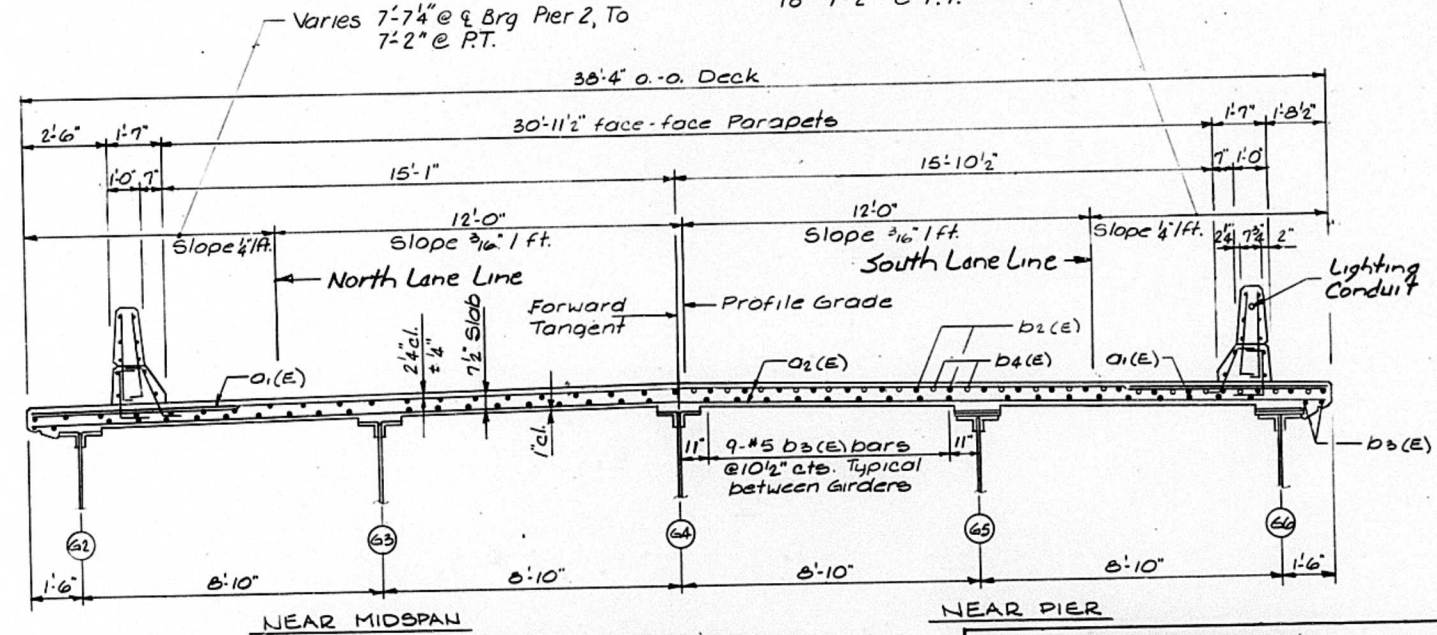 Varies 7'-7¼" @ ℄ Brg Pier 2, To
7'-2" @ P.T.
38'-4" o.-o. Deck
2'-6"
1'-7"
30'-11½" face-face Parapets
1'-7"
1'-8½"
1'-0"
7"
15'-1"
15'-10½"
7"
1'-0"
12'-0"
12'-0"
Slope ¼"/ft.
Slope ³⁄₁₆" / ft.
Slope ³⁄₁₆" / ft.
Slope ¼"/ft.
2¼"
7¾"
2"
North Lane Line
South Lane Line
Lighting
Conduit
Forward
Tangent
Profile Grade
2¼" cl.
± ¼"
7½" Slab
b2(E)
b4(E)
a1(E)
a2(E)
a1(E)
1" cl.
11"
9-#5 b3(E) bars
@10½" cts. Typical
between Girders
11"
b3(E)
G2
G3
G4
G5
G6
1'-6"
8'-10"
8'-10"
8'-10"
8'-10"
1'-6"
NEAR MIDSPAN
NEAR PIER